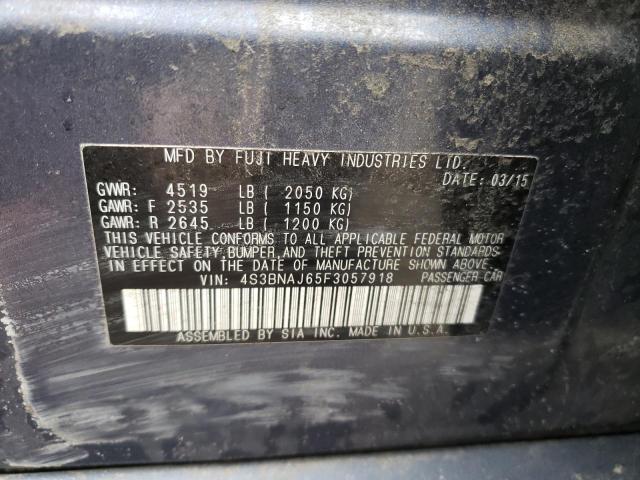 MFD BY FUJI HEAVY INDUSTRIES LTD.
DATE: 03/15
GVWR: 4519 LB ( 2050 KG)
GAWR: F 2535 LB ( 1150 KG)
GAWR: R 2645 LB ( 1200 KG)
THIS VEHICLE CONFORMS TO ALL APPLICABLE FEDERAL MOTOR
VEHICLE SAFETY,BUMPER,AND THEFT PREVENTION STANDARDS
IN EFFECT ON THE DATE OF MANUFACTURE SHOWN ABOVE.
VIN: 4S3BNAJ65F3057918 PASSENGER CAR
ASSEMBLED BY SIA INC. MADE IN U.S.A.